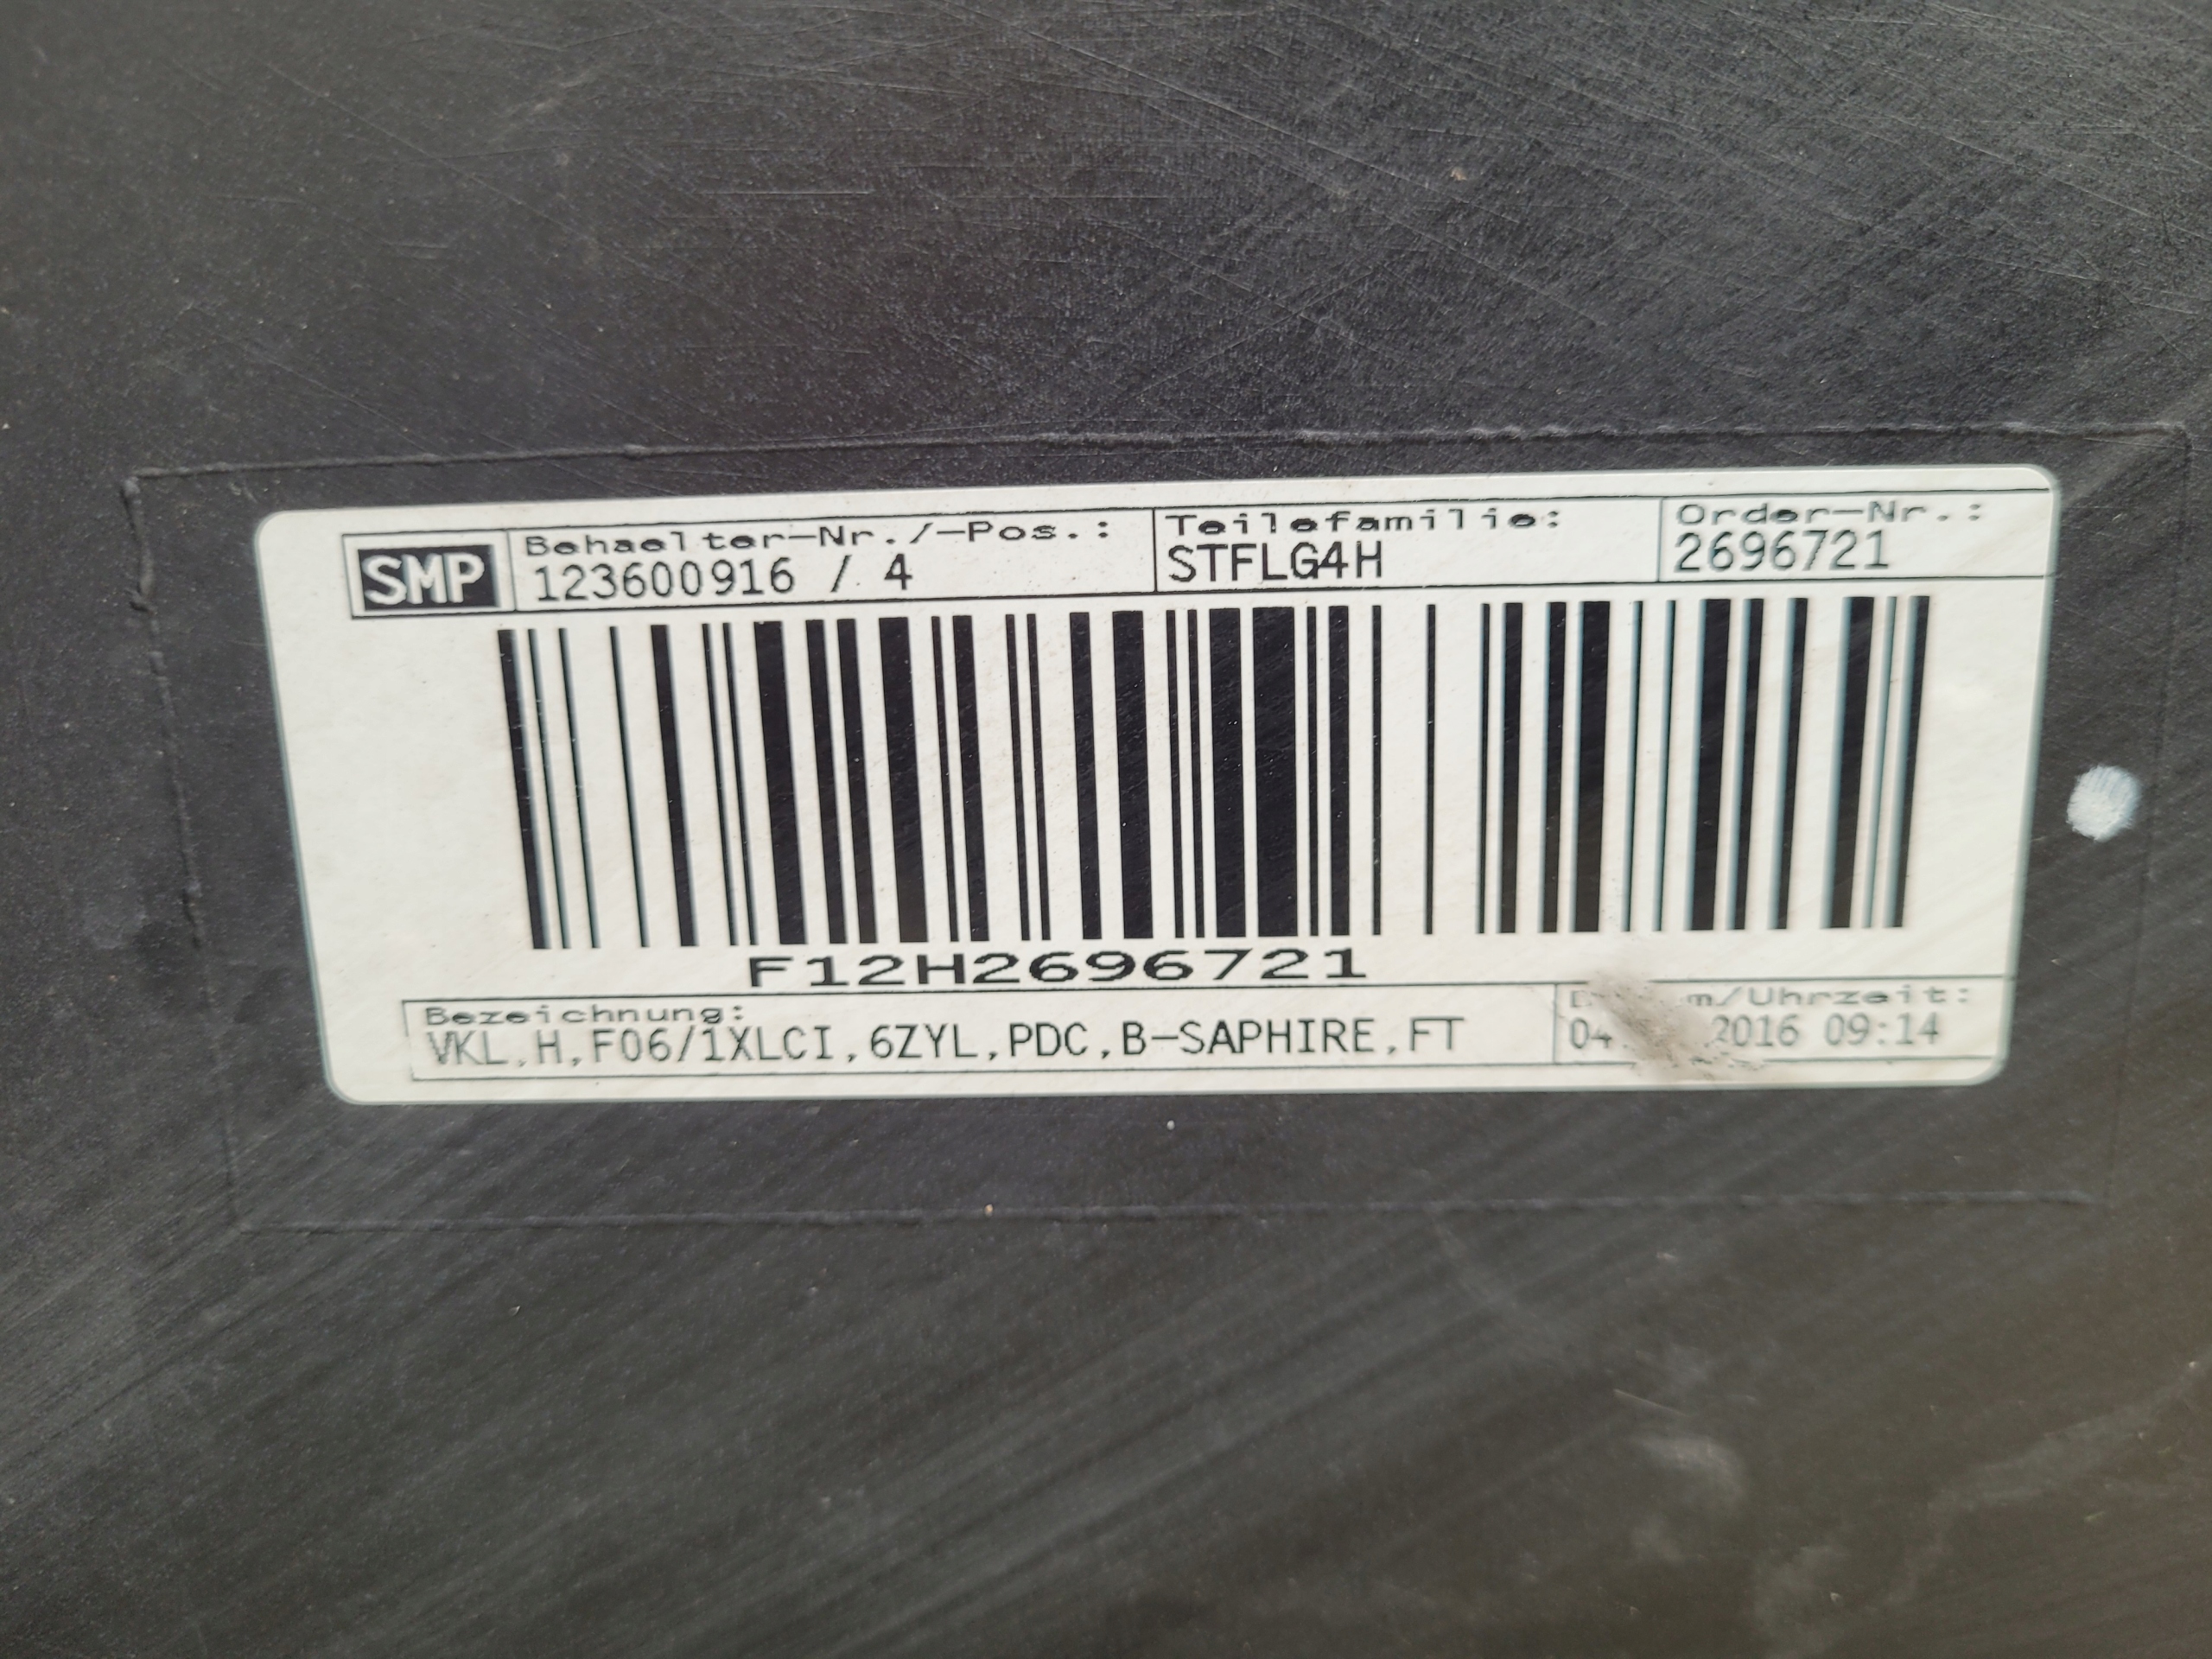 SMP
Behaelter-Nr./-Pos.:
123600916 / 4
Teilefamilie:
STFLG4H
Order-Nr.:
2696721
F12H2696721
Bezeichnung:
VKL,H,F06/1XLCI,6ZYL,PDC,B-SAPHIRE,FT
2016 09:14